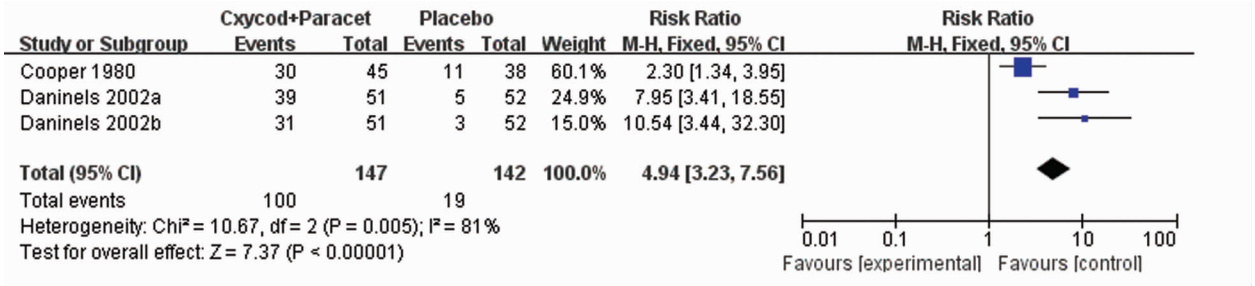 Cxycod+Paracet Placebo Risk Ratio Risk Ratio
Study or Subgroup Events Total Events Total Weight M-H, Fixed, 95% CI M-H, Fixed, 95% CI
Cooper 1980 30 45 11 38 60.1% 2.30 [1.34, 3.95]
Daninels 2002a 39 51 5 52 24.9% 7.95 [3.41, 18.55]
Daninels 2002b 31 51 3 52 15.0% 10.54 [3.44, 32.30]
Total (95% CI) 147 142 100.0% 4.94 [3.23, 7.56]
Total events 100 19
Heterogeneity: Chi² = 10.67, df = 2 (P = 0.005); I² = 81%
Test for overall effect: Z = 7.37 (P < 0.00001)
0.01 0.1 1 10 100
Favours [experimental] Favours [control]